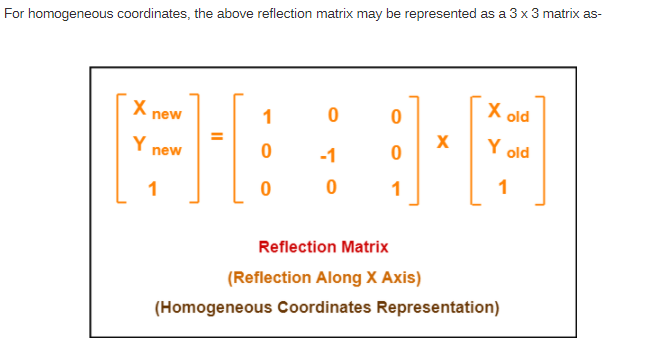 For homogeneous coordinates, the above reflection matrix may be represented as a 3 x 3 matrix as-
X new 1 0 0 X old
Y new = 0 -1 0 X Y old
1 0 0 1 1
Reflection Matrix
(Reflection Along X Axis)
(Homogeneous Coordinates Representation)